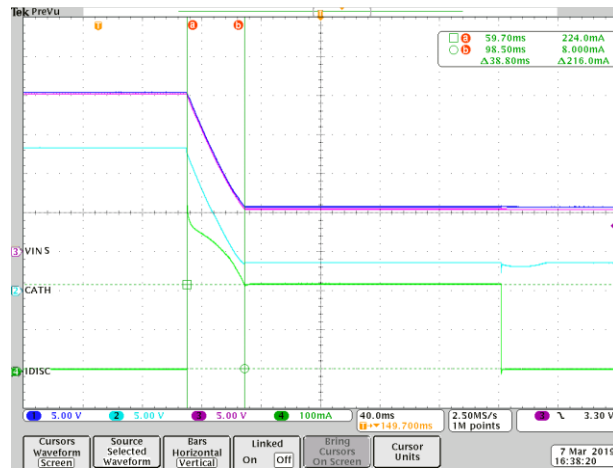 Tek PreVu
T
a b
T
a 59.70ms 224.0mA
b 98.50ms 8.000mA
Δ38.80ms Δ216.0mA
3 VINS
2 CATH
4 IDISC
1 5.00 V 2 5.00 V 3 5.00 V 4 100mA 40.0ms 2.50MS/s 3 3.30 V
149.700ms 1M points
Cursors Waveform Screen
Source Selected Waveform
Bars Horizontal Vertical
Linked On Off
Bring Cursors On Screen
Cursor Units
16:38:20